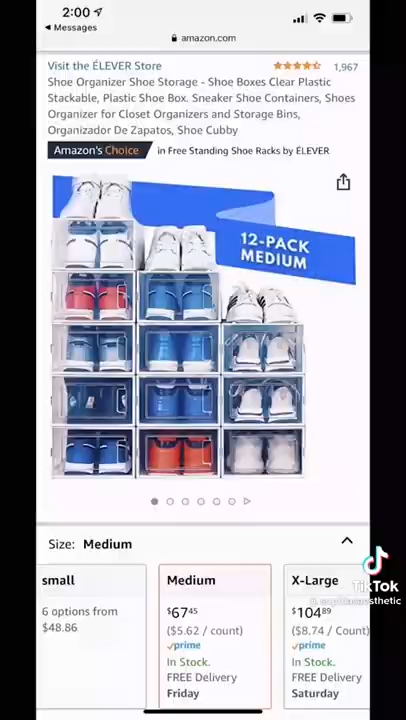 2:00
Messages
amazon.com
Visit the ÉLEVER Store
1,967
Shoe Organizer Shoe Storage - Shoe Boxes Clear Plastic
Stackable, Plastic Shoe Box. Sneaker Shoe Containers, Shoes
Organizer for Closet Organizers and Storage Bins,
Organizador De Zapatos, Shoe Cubby
Amazon's Choice in Free Standing Shoe Racks by ÉLEVER
12-PACK
MEDIUM
Size: Medium
small
6 options from
$48.86
Medium
$67.45
($5.62 / count)
prime
In Stock.
FREE Delivery
Friday
X-Large
$104.89
($8.74 / Count)
prime
In Stock.
FREE Delivery
Saturday
TikTok